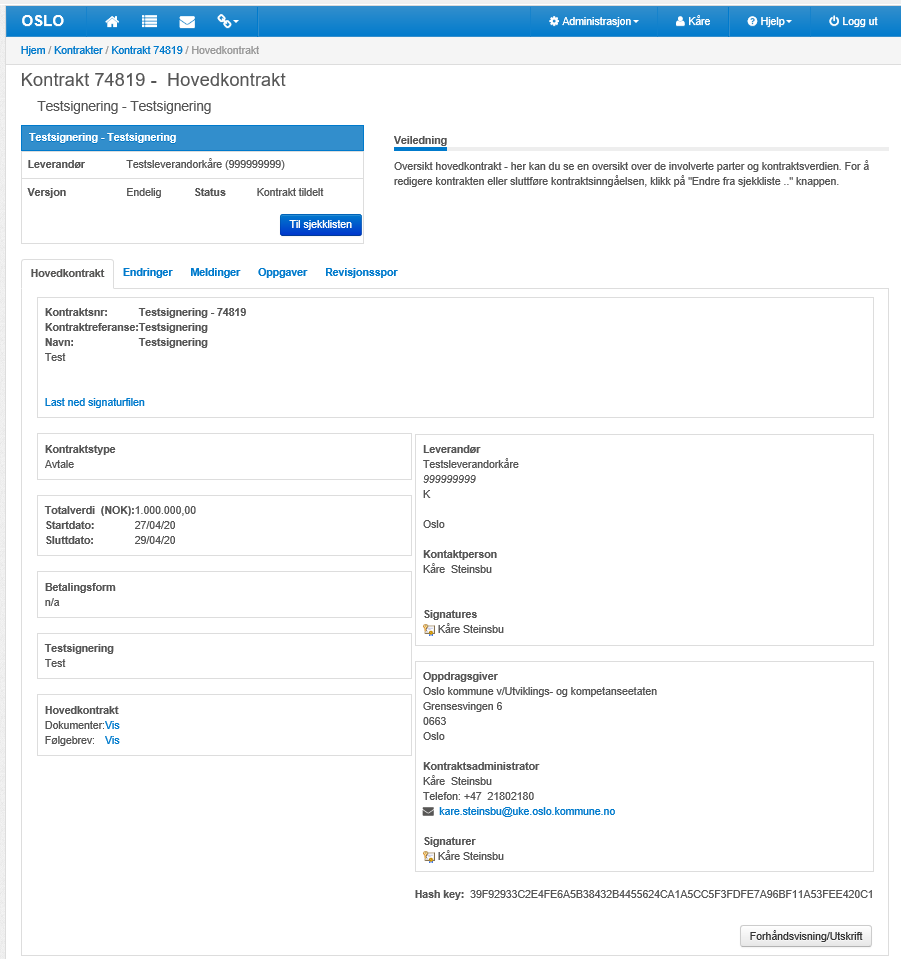 OSLO Administrasjon Kåre Hjelp Logg ut
Hjem / Kontrakter / Kontrakt 74819 / Hovedkontrakt
Kontrakt 74819 - Hovedkontrakt
Testsignering - Testsignering
Testsignering - Testsignering
Leverandør Testsleverandorkåre (999999999)
Versjon Endelig Status Kontrakt tildelt
Til sjekklisten
Veiledning
Oversikt hovedkontrakt - her kan du se en oversikt over de involverte parter og kontraktsverdien. For å
redigere kontrakten eller sluttføre kontraktsinngåelsen, klikk på "Endre fra sjekkliste .." knappen.
Hovedkontrakt Endringer Meldinger Oppgaver Revisjonsspor
Kontraktsnr: Testsignering - 74819
Kontraktreferanse:Testsignering
Navn: Testsignering
Test
Last ned signaturfilen
Kontraktstype
Avtale
Totalverdi (NOK):1.000.000,00
Startdato: 27/04/20
Sluttdato: 29/04/20
Betalingsform
n/a
Testsignering
Test
Hovedkontrakt
Dokumenter:Vis
Følgebrev: Vis
Leverandør
Testsleverandorkåre
999999999
K
Oslo
Kontaktperson
Kåre Steinsbu
Signatures
Kåre Steinsbu
Oppdragsgiver
Oslo kommune v/Utviklings- og kompetanseetaten
Grensesvingen 6
0663
Oslo
Kontraktsadministrator
Kåre Steinsbu
Telefon: +47 21802180
kare.steinsbu@uke.oslo.kommune.no
Signaturer
Kåre Steinsbu
Hash key: 39F92933C2E4FE6A5B38432B4455624CA1A5CC5F3FDFE7A96BF11A53FEE420C1
Forhåndsvisning/Utskrift